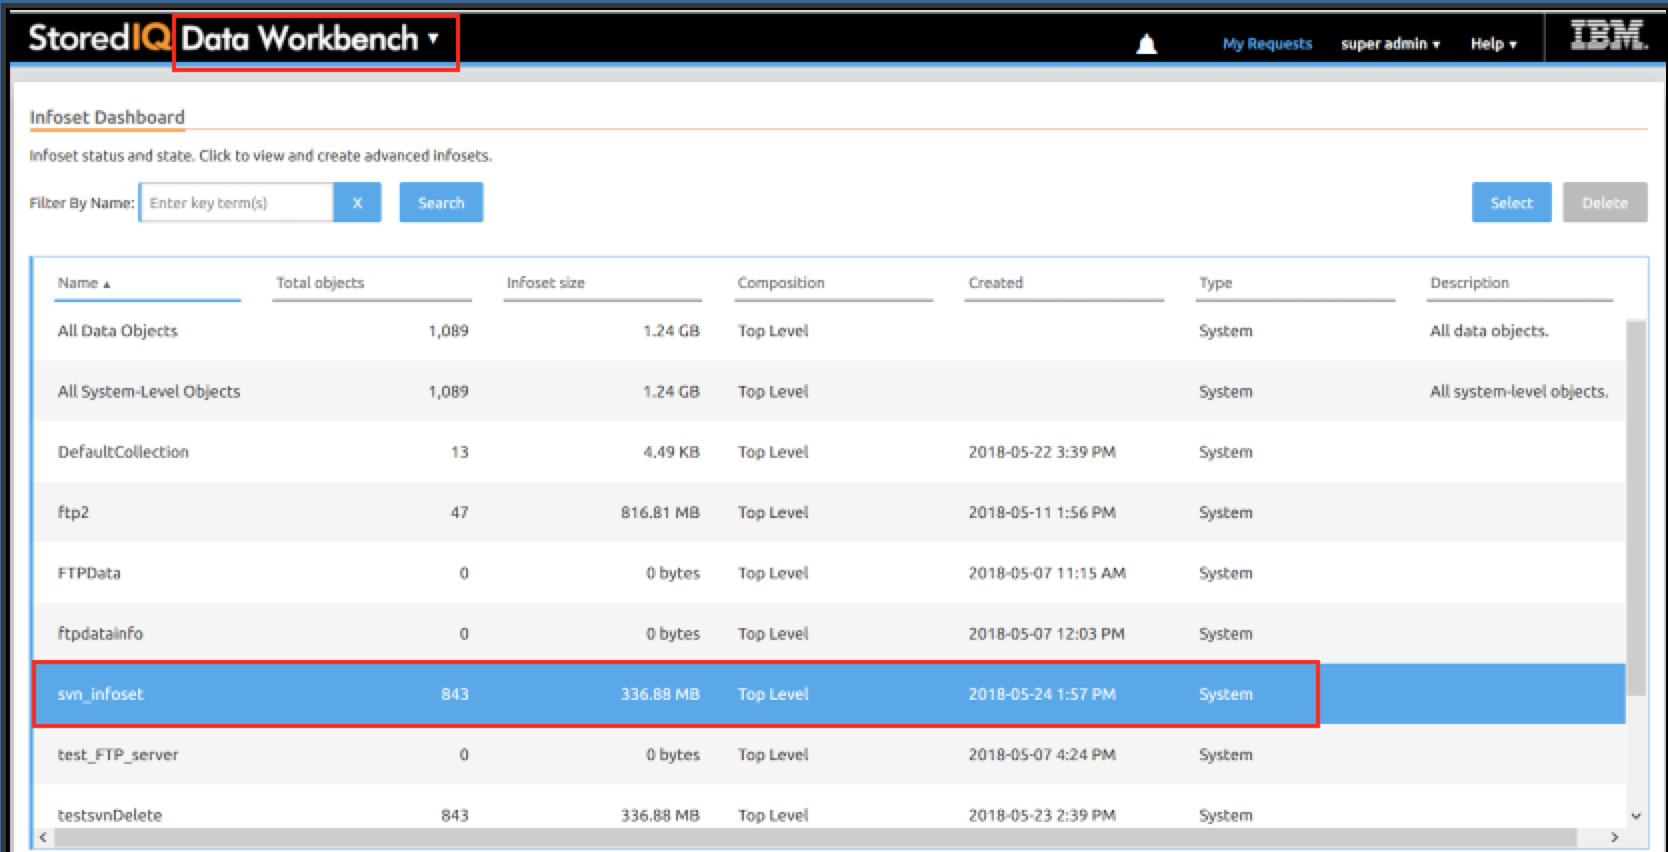 StoredIQ Data Workbench ▾ My Requests super admin ▾ Help ▾ IBM.
Infoset Dashboard
Infoset status and state. Click to view and create advanced infosets.
Filter By Name: Enter key term(s) X Search Select Delete
Name ▴ Total objects Infoset size Composition Created Type Description
All Data Objects 1,089 1.24 GB Top Level System All data objects.
All System-Level Objects 1,089 1.24 GB Top Level System All system-level objects.
DefaultCollection 13 4.49 KB Top Level 2018-05-22 3:39 PM System
ftp2 47 816.81 MB Top Level 2018-05-11 1:56 PM System
FTPData 0 0 bytes Top Level 2018-05-07 11:15 AM System
ftpdatainfo 0 0 bytes Top Level 2018-05-07 12:03 PM System
svn_infoset 843 336.88 MB Top Level 2018-05-24 1:57 PM System
test_FTP_server 0 0 bytes Top Level 2018-05-07 4:24 PM System
testsvnDelete 843 336.88 MB Top Level 2018-05-23 2:39 PM System